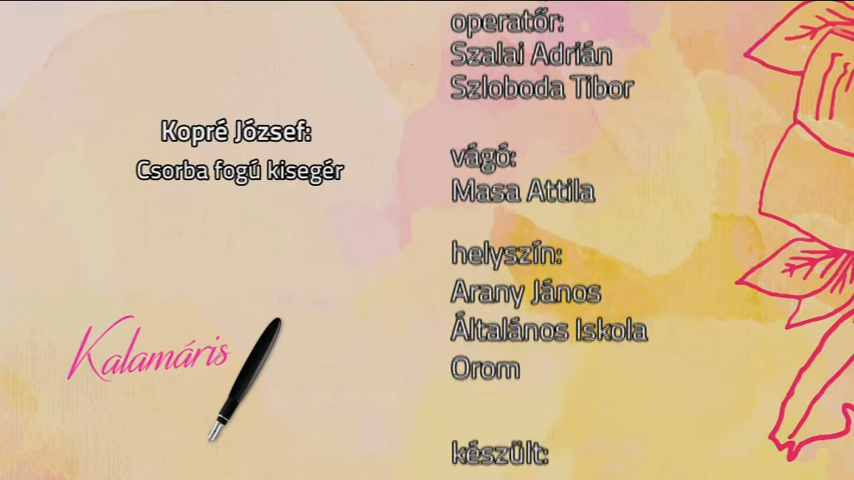 Kopré József:
Csorba fogú kisegér
Kalamáris
operatőr:
Szalai Adrián
Szloboda Tibor
vágó:
Masa Attila
helyszín:
Arany János
Általános Iskola
Orom
készült: